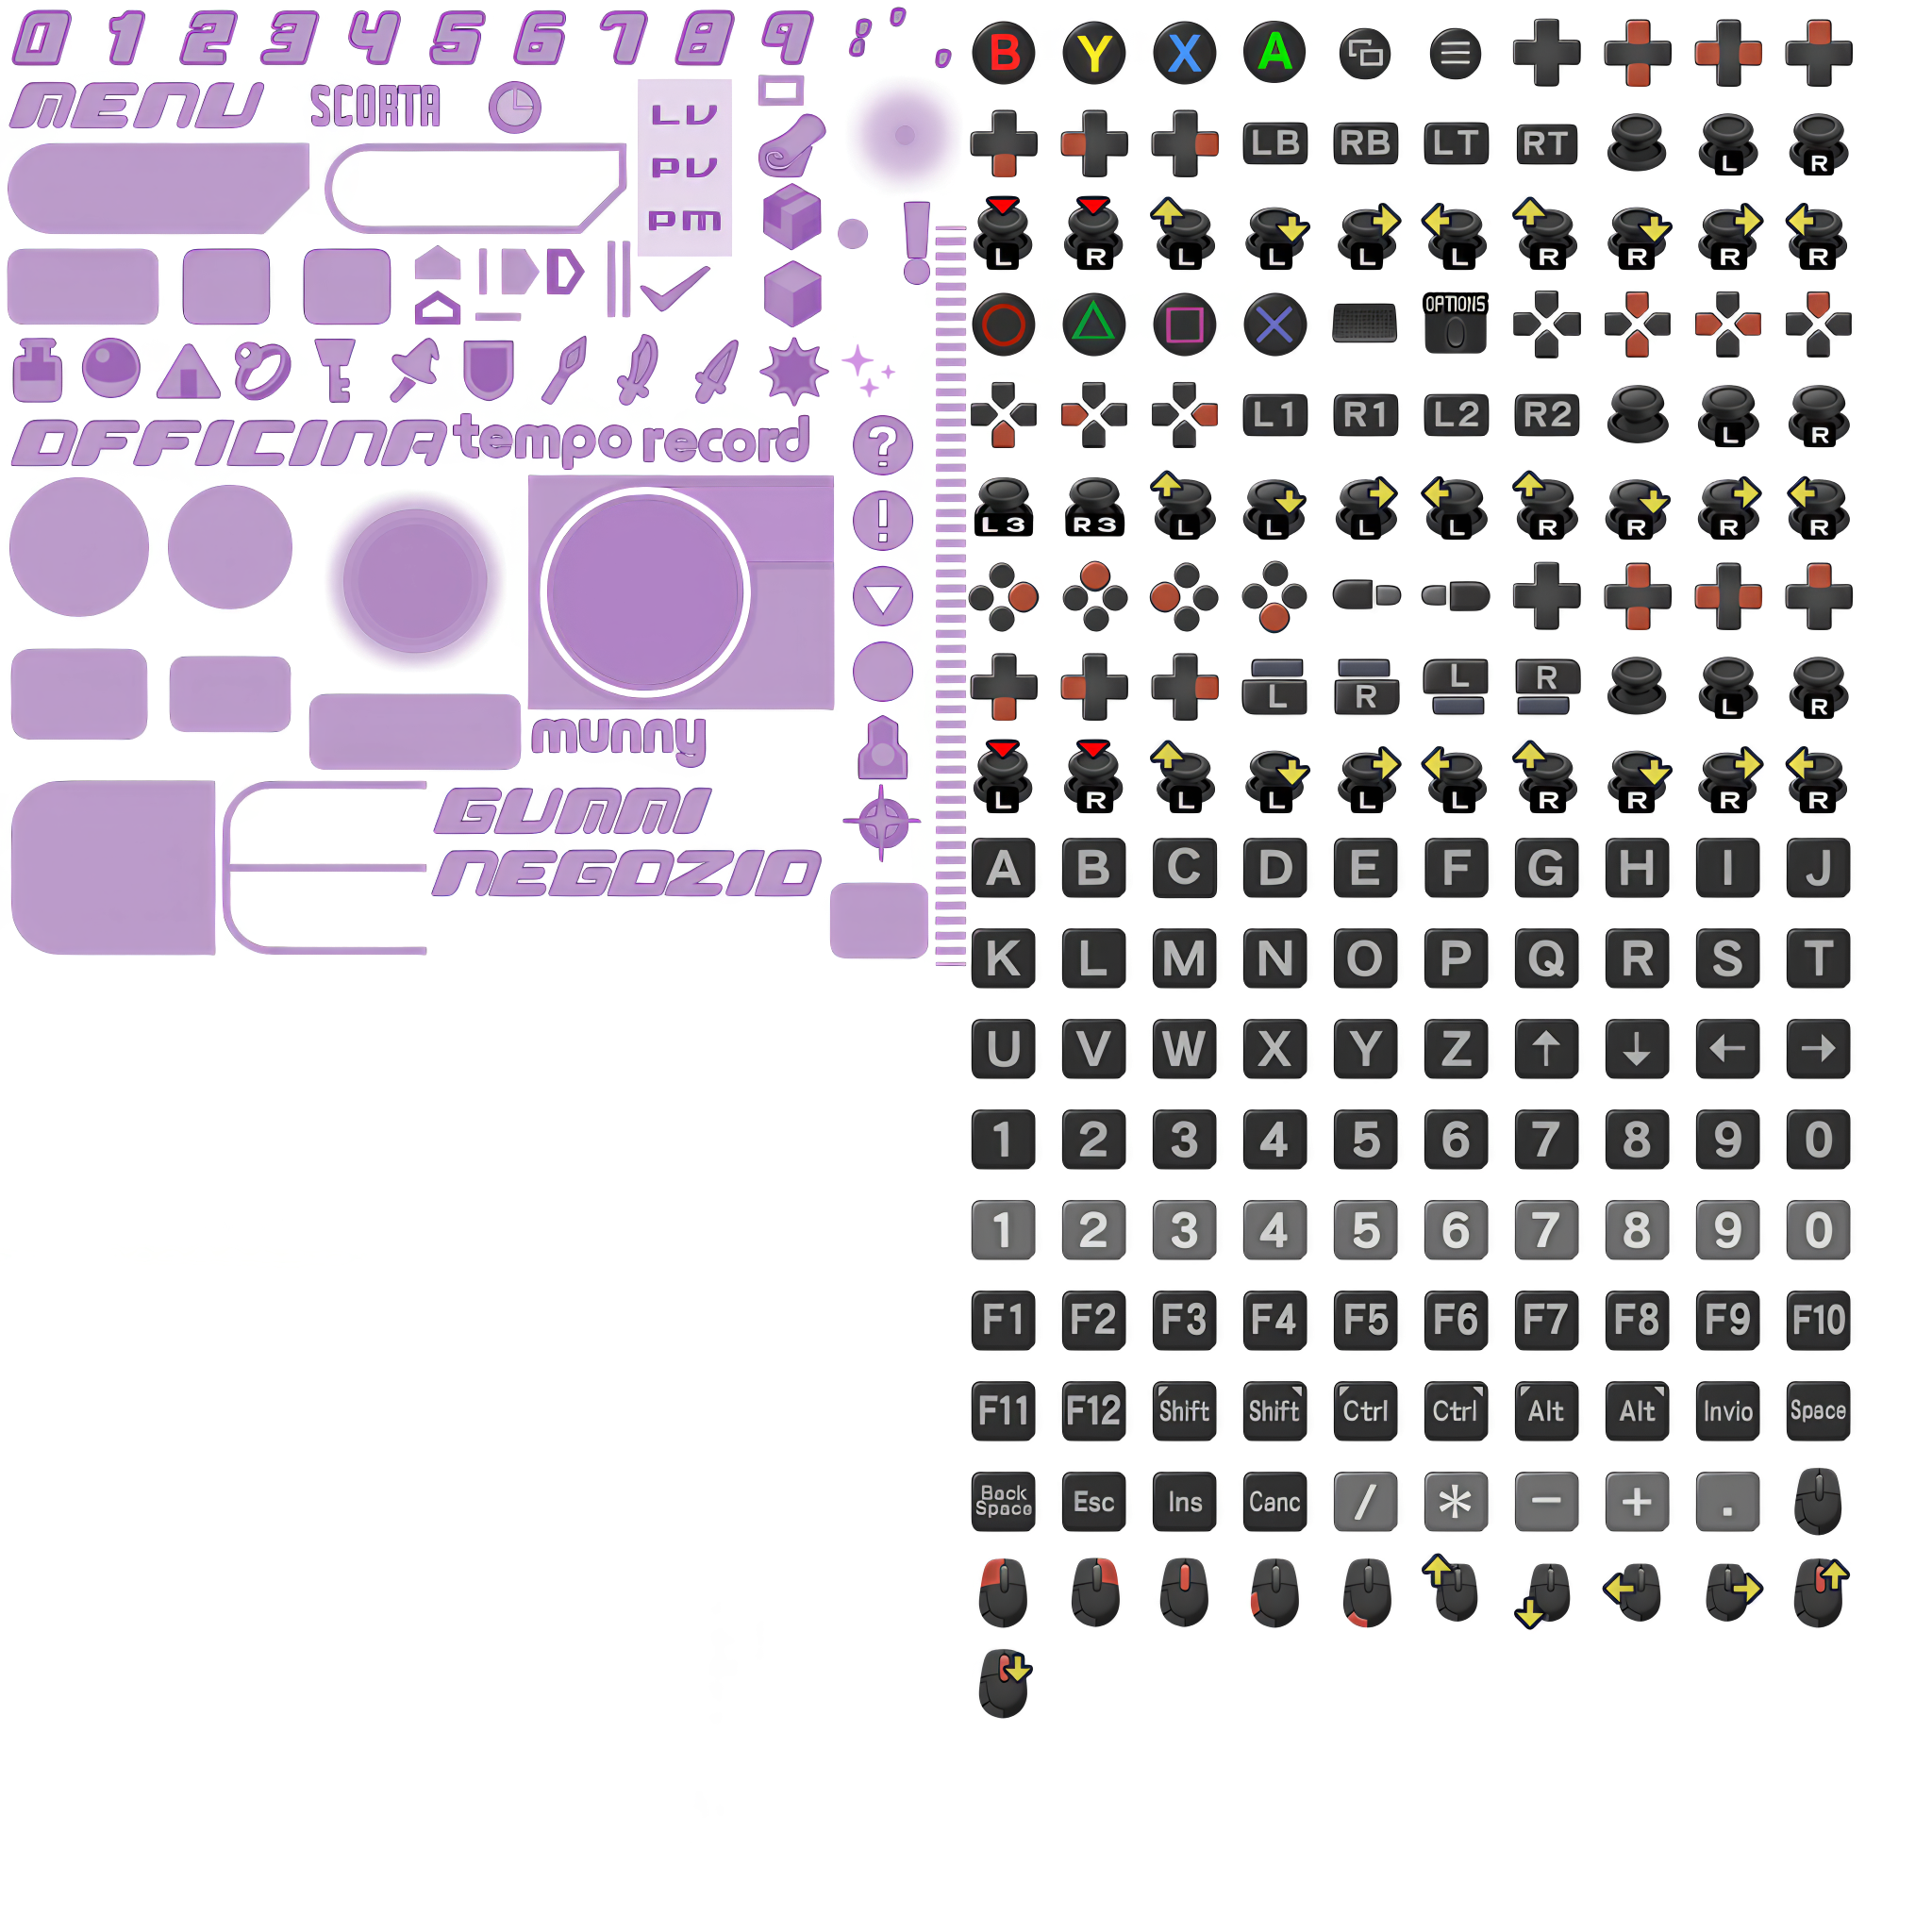 0 1 2 3 4 5 6 7 8 9 : ' .
MENU SCORTA
LV
PV
PM
!
OFFICINA tempo record
?
!
munny
GUMMI
NEGOZIO
B Y X A
LB RB LT RT L R
L R L L L L R R R R
OPTIONS
L1 R1 L2 R2 L R
L3 R3 L L L L R R R R
L R L R L R
L R L L L L R R R R
A B C D E F G H I J
K L M N O P Q R S T
U V W X Y Z ↑ ↓ ← →
1 2 3 4 5 6 7 8 9 0
1 2 3 4 5 6 7 8 9 0
F1 F2 F3 F4 F5 F6 F7 F8 F9 F10
F11 F12 Shift Shift Ctrl Ctrl Alt Alt Invio Space
Back Space Esc Ins Canc / * - + .